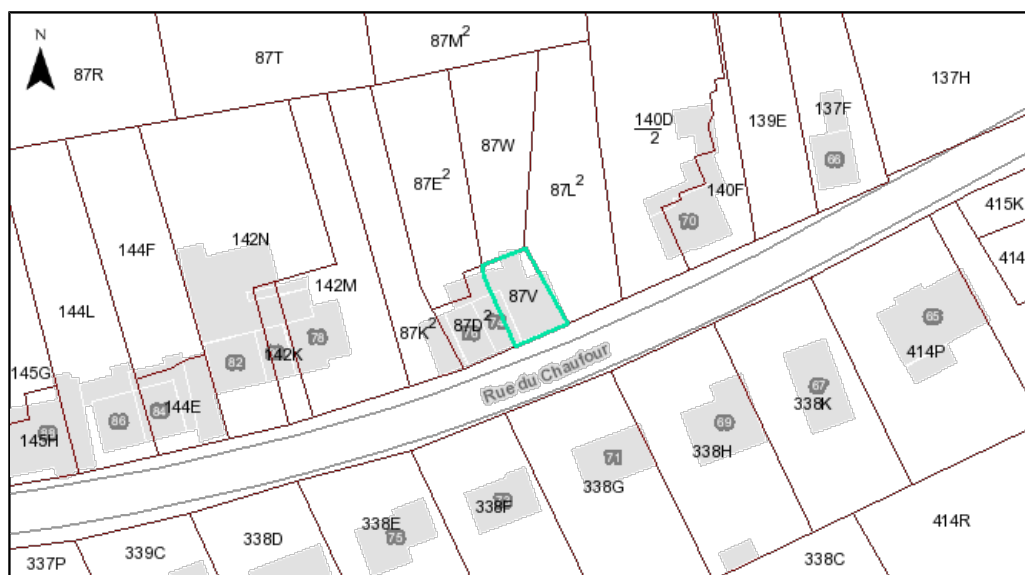 N
87R
87T
87M²
137H
87W
140D
2
139E
137F
66
87E²
87L²
140F
70
415K
414
144F
142N
142M
87V
144L
87K²
87D²
76
78
65
414P
145G
82
142K
Rue du Chaufour
67
338K
86
84
144E
88
145H
69
338H
71
338G
338F
338E
75
414R
337P
339C
338D
338C